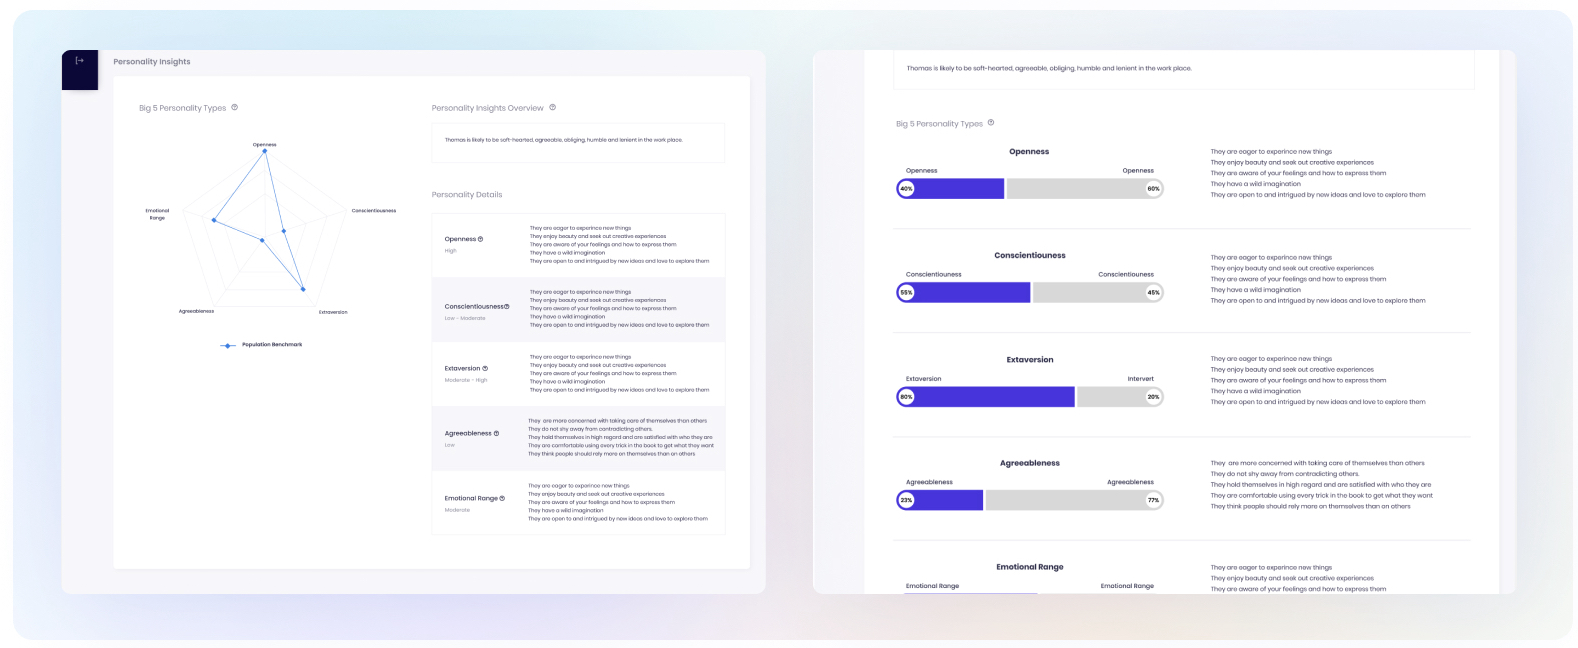 Personality Insights
Big 5 Personality Types
Openness
Emotional
Range
Conscientiousness
Agreeableness
Extraversion
Population Benchmark
Personality Insights Overview
Thomas is likely to be soft-hearted, agreeable, obliging, humble and lenient in the work place.
Personality Details
Openness
High
They are eager to experince new things
They enjoy beauty and seek out creative experiences
They are aware of your feelings and how to express them
They have a wild imagination
They are open to and intrigued by new ideas and love to explore them
Conscientiousness
Low - Moderate
They are eager to experince new things
They enjoy beauty and seek out creative experiences
They are aware of your feelings and how to express them
They have a wild imagination
They are open to and intrigued by new ideas and love to explore them
Extaversion
Moderate - High
They are eager to experince new things
They enjoy beauty and seek out creative experiences
They are aware of your feelings and how to express them
They have a wild imagination
They are open to and intrigued by new ideas and love to explore them
Agreeableness
Low
They are more concerned with taking care of themselves than others
They do not shy away from contradicting others.
They hold themselves in high regard and are satisfied with who they are
They are comfortable using every trick in the book to get what they want
They think people should rely more on themselves than on others
Emotional Range
Moderate
They are eager to experince new things
They enjoy beauty and seek out creative experiences
They are aware of your feelings and how to express them
They have a wild imagination
They are open to and intrigued by new ideas and love to explore them
Thomas is likely to be soft-hearted, agreeable, obliging, humble and lenient in the work place.
Big 5 Personality Types
Openness
Openness Openness
40% 60%
They are eager to experince new things
They enjoy beauty and seek out creative experiences
They are aware of your feelings and how to express them
They have a wild imagination
They are open to and intrigued by new ideas and love to explore them
Conscientiouness
Conscientiouness Conscientiouness
55% 45%
They are eager to experince new things
They enjoy beauty and seek out creative experiences
They are aware of your feelings and how to express them
They have a wild imagination
They are open to and intrigued by new ideas and love to explore them
Extaversion
Extaversion Intervert
80% 20%
They are eager to experince new things
They enjoy beauty and seek out creative experiences
They are aware of your feelings and how to express them
They have a wild imagination
They are open to and intrigued by new ideas and love to explore them
Agreeableness
Agreeableness Agreeableness
23% 77%
They are more concerned with taking care of themselves than others
They do not shy away from contradicting others.
They hold themselves in high regard and are satisfied with who they are
They are comfortable using every trick in the book to get what they want
They think people should rely more on themselves than on others
Emotional Range
Emotional Range Emotional Range
They are eager to experince new things
They enjoy beauty and seek out creative experiences
They are aware of your feelings and how to express them